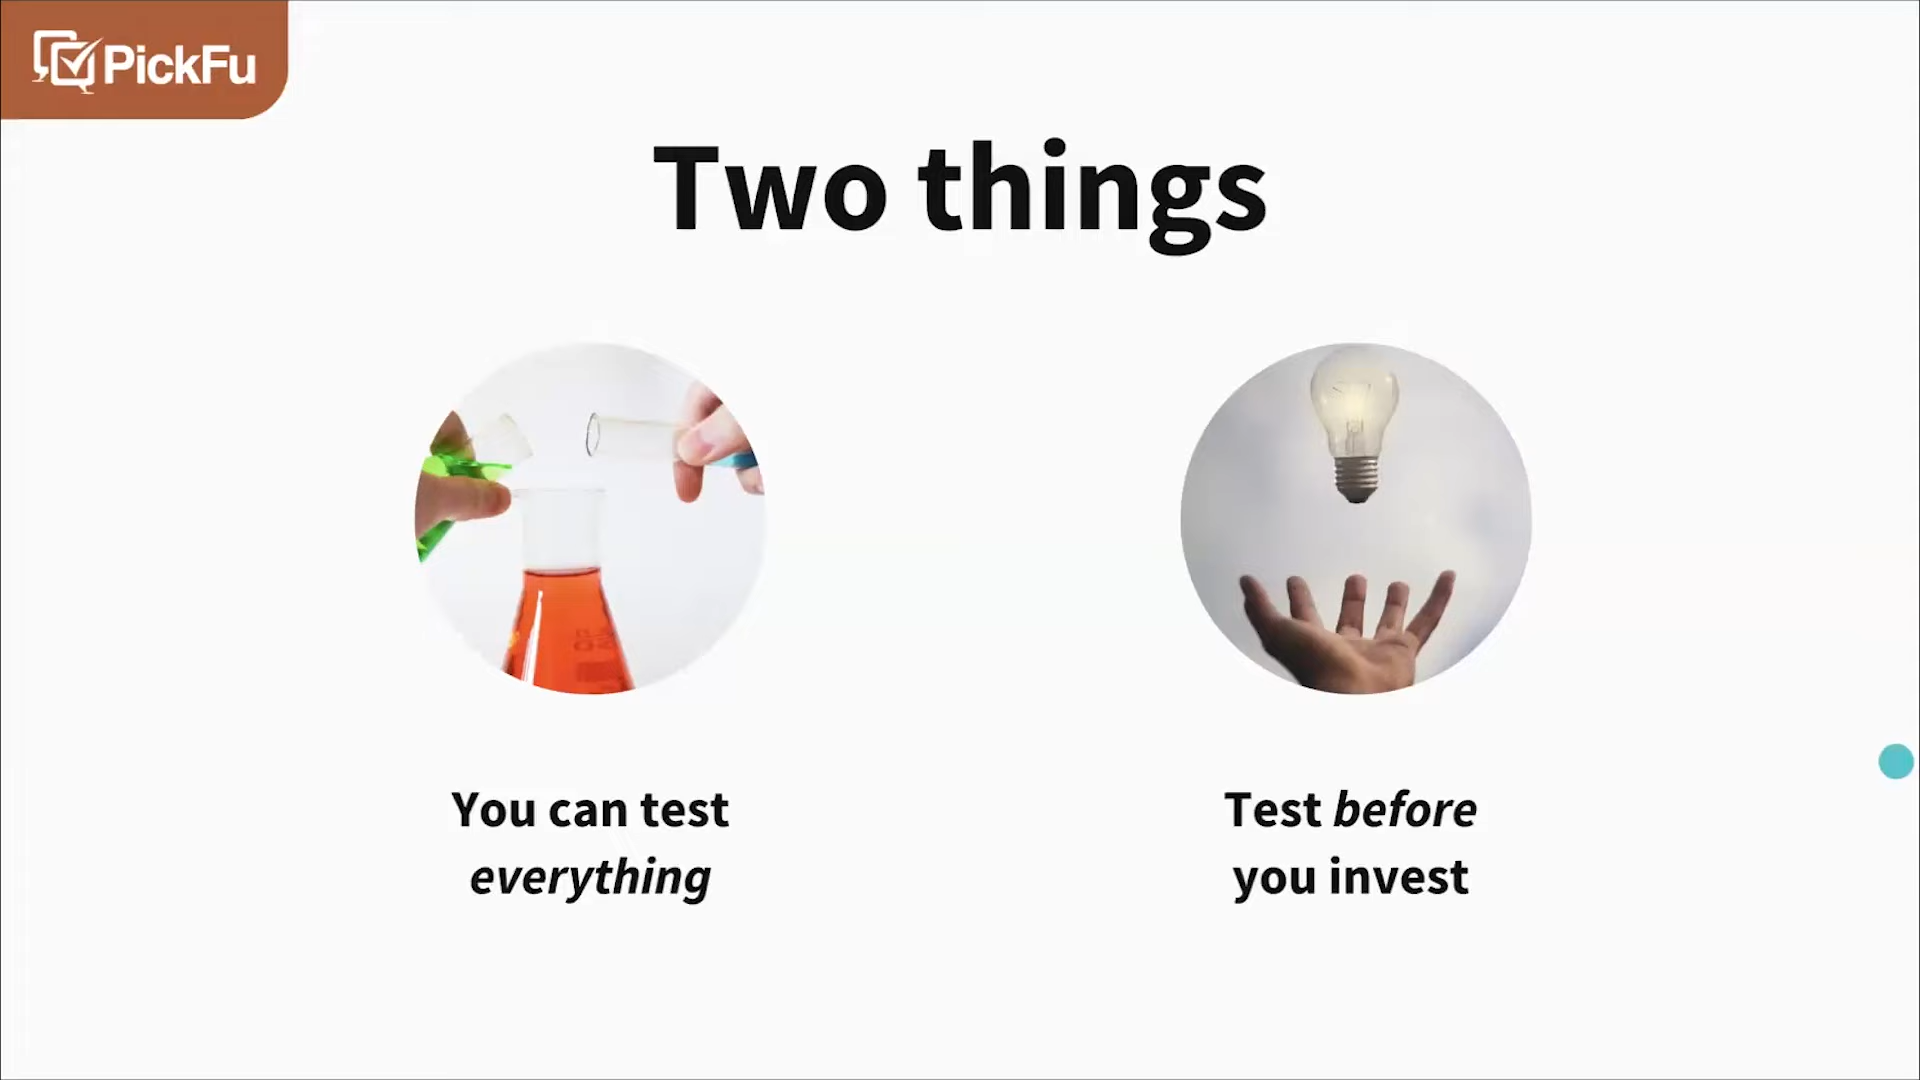 PickFu
Two things
You can test
everything
Test before
you invest